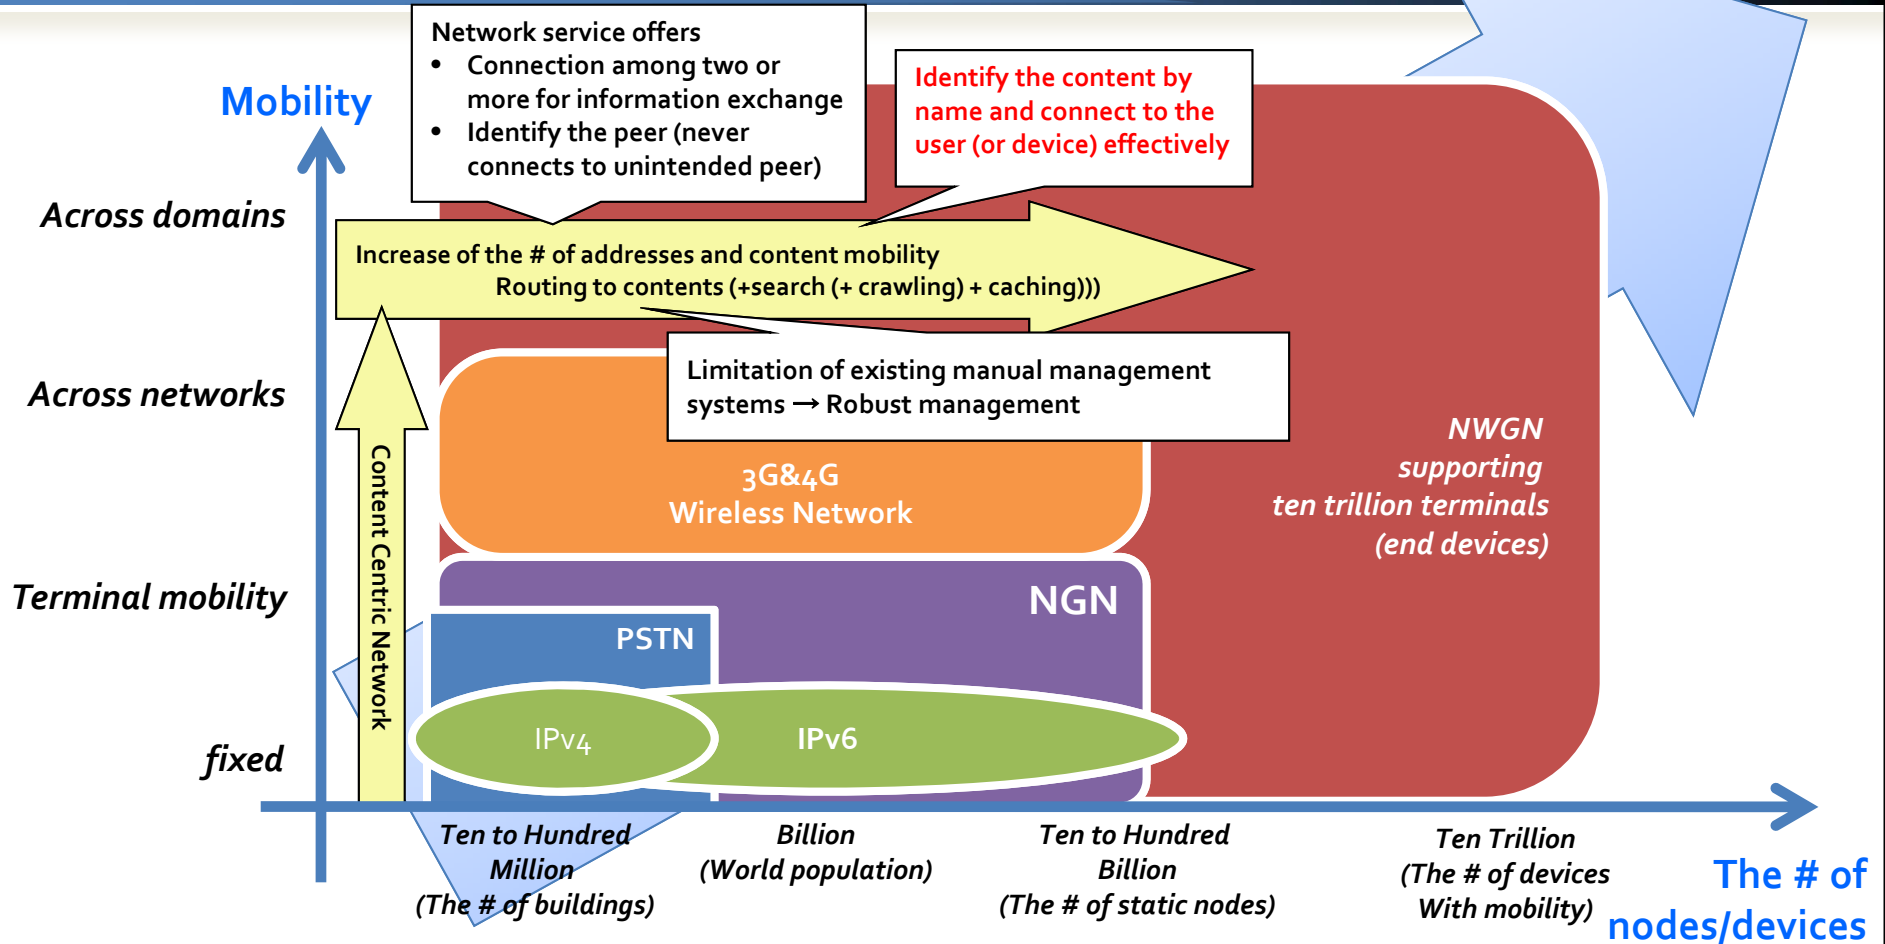 Network service offers
• Connection among two or
more for information exchange
• Identify the peer (never
connects to unintended peer)
Identify the content by
name and connect to the
user (or device) effectively
Mobility
Across domains
Increase of the # of addresses and content mobility
Routing to contents (+search (+ crawling) + caching)))
Limitation of existing manual management
systems → Robust management
Across networks
3G&4G
Wireless Network
NWGN
supporting
ten trillion terminals
(end devices)
Content Centric Network
Terminal mobility
NGN
PSTN
IPv4
IPv6
fixed
Ten to Hundred
Million
(The # of buildings)
Billion
(World population)
Ten to Hundred
Billion
(The # of static nodes)
Ten Trillion
(The # of devices
With mobility)
The # of
nodes/devices